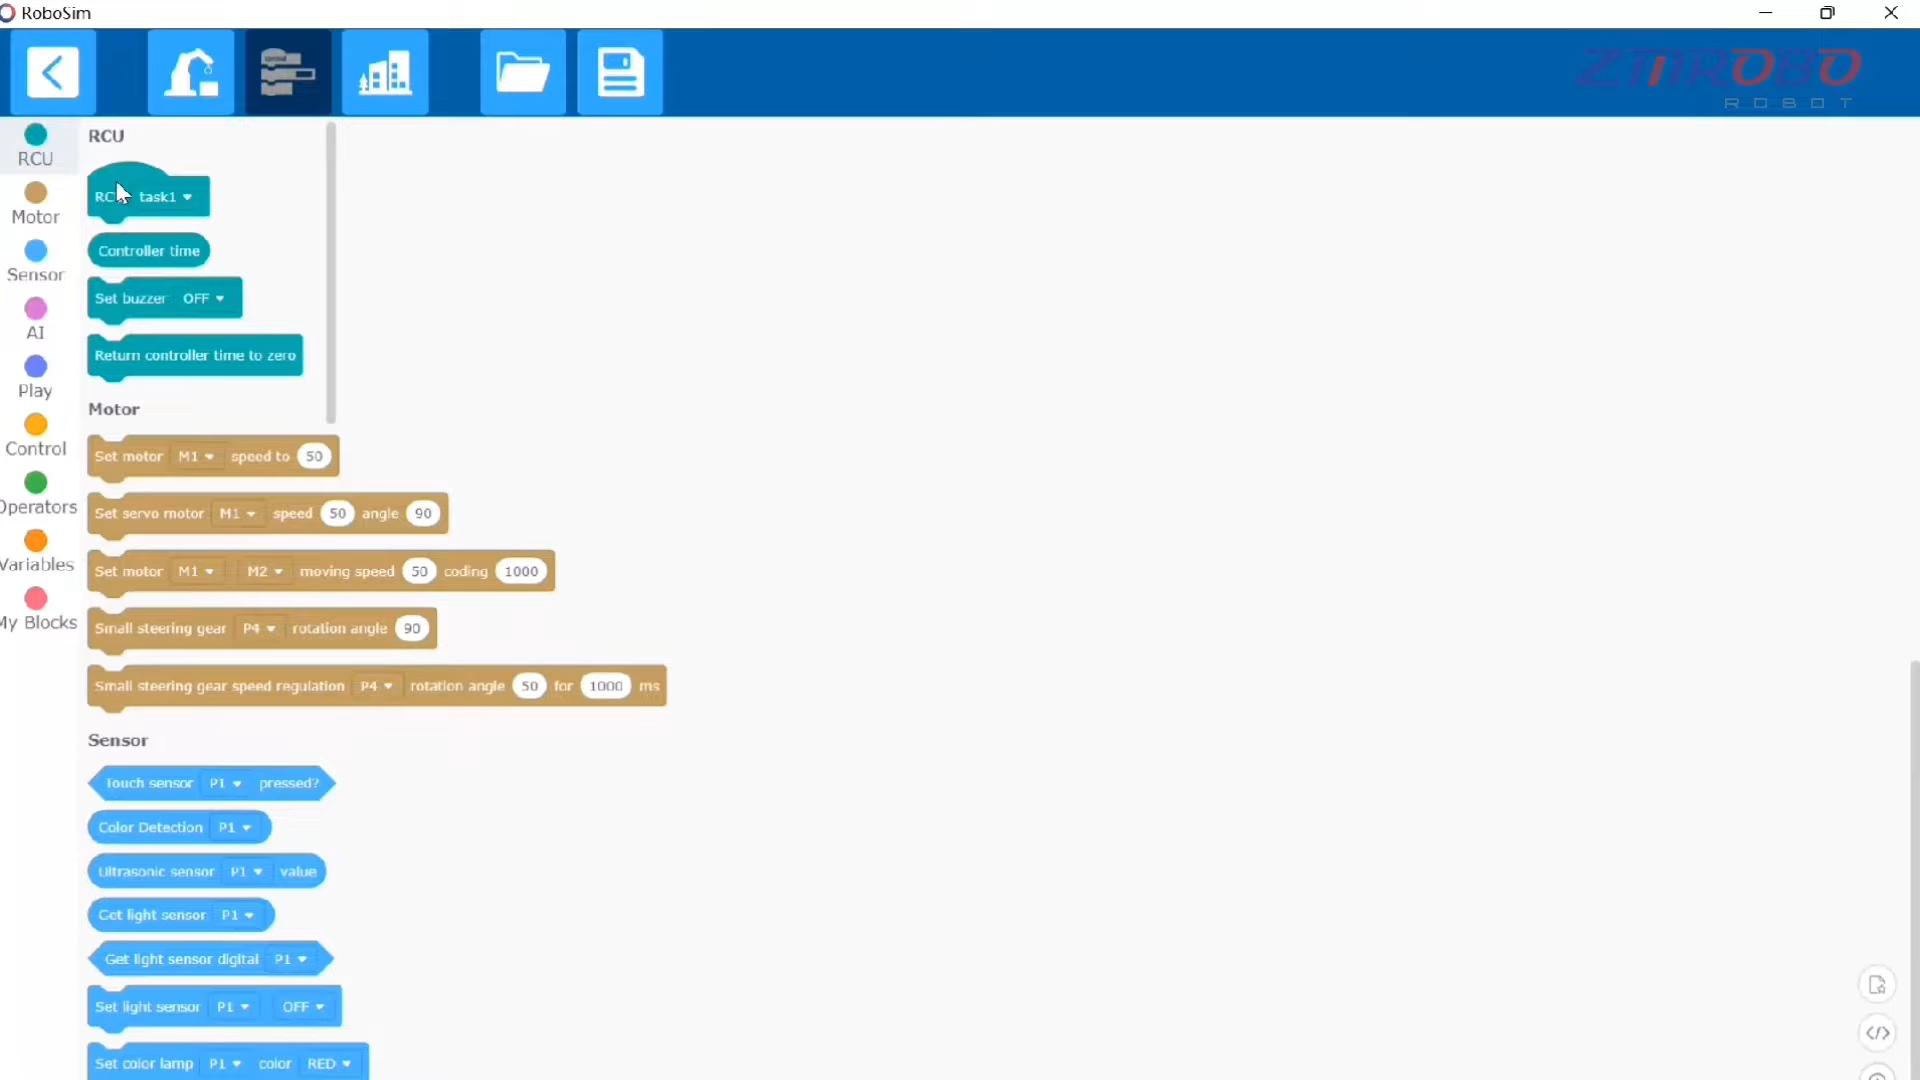 RoboSim
ZMROBO
ROBOT
RCU
Motor
Sensor
AI
Play
Control
Operators
Variables
My Blocks
RCU
task1
Controller time
Set buzzer OFF
Return controller time to zero
Motor
Set motor M1 speed to 50
Set servo motor M1 speed 50 angle 90
Set motor M1 M2 moving speed 50 coding 1000
Small steering gear P4 rotation angle 90
Small steering gear speed regulation P4 rotation angle 50 for 1000 ms
Sensor
Touch sensor P1 pressed?
Color Detection P1
Ultrasonic sensor P1 value
Get light sensor P1
Get light sensor digital P1
Set light sensor P1 OFF
Set color lamp P1 color RED